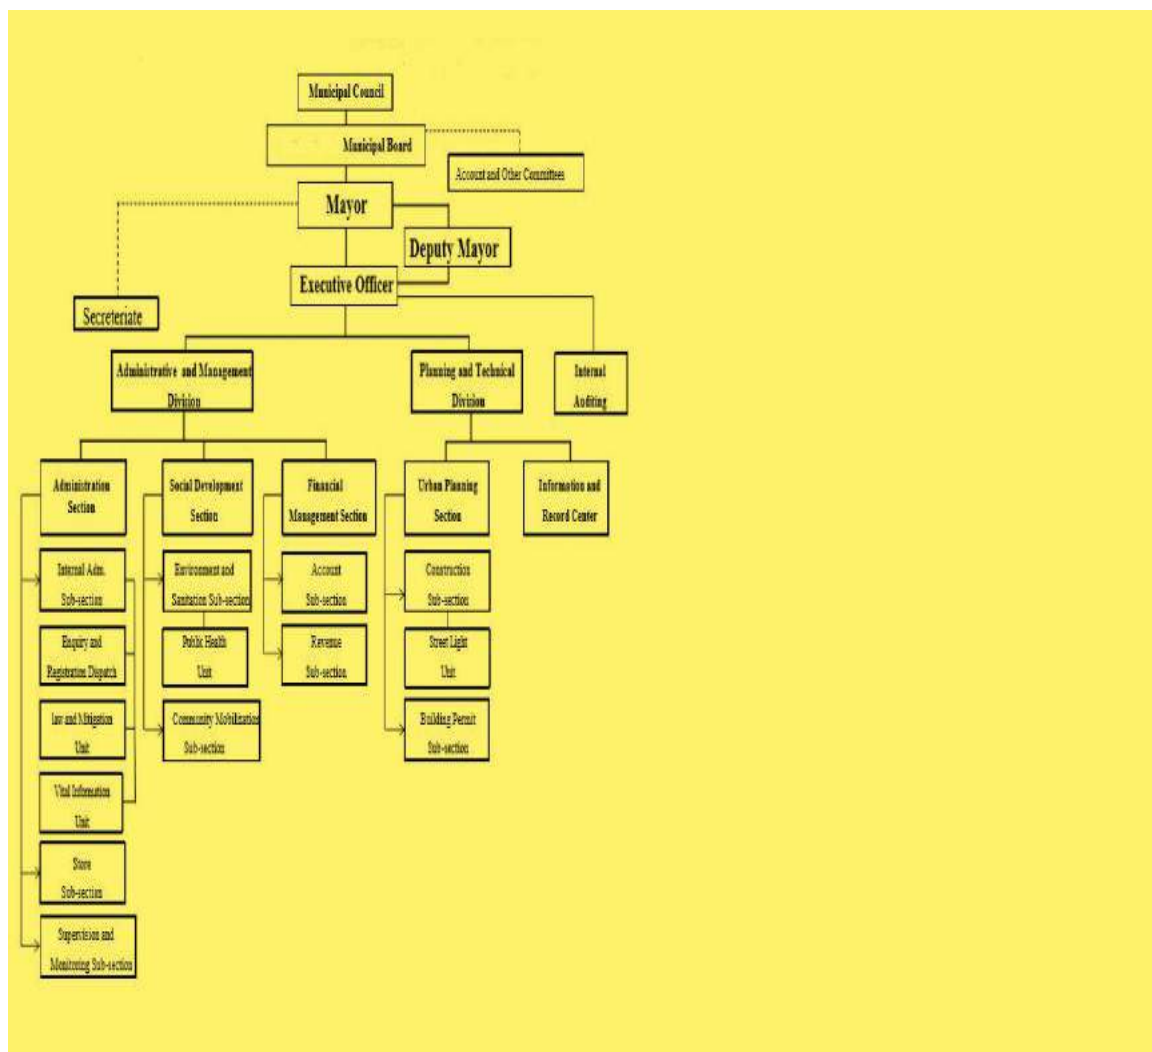 Municipal Council
Municipal Board
Account and Other Committees
Mayor
Deputy Mayor
Executive Officer
Secreteriate
Administrative and Management
Division
Planning and Technical
Division
Internal
Auditing
Administration
Section
Social Development
Section
Financial
Management Section
Urban Planning
Section
Information and
Record Center
Internal Adm.
Sub-section
Environment and
Sanitation Sub-section
Account
Sub-section
Construction
Sub-section
Enquiry and
Registration Dispatch
Public Health
Unit
Revenue
Sub-section
Street Light
Unit
law and Mitigation
Unit
Community Mobilization
Sub-section
Building Permit
Sub-section
Vital Information
Unit
Store
Sub-section
Supervision and
Monitoring Sub-section